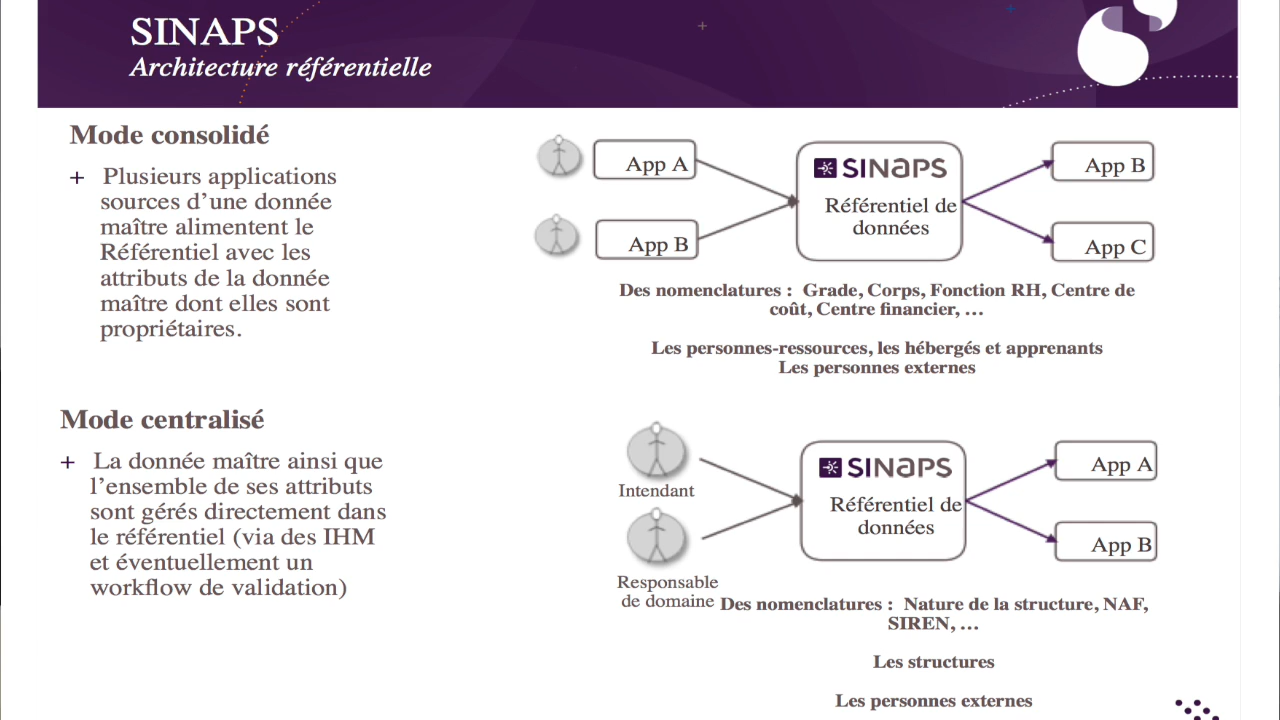 SINAPS
Architecture référentielle
Mode consolidé
+ Plusieurs applications
sources d’une donnée
maître alimentent le
Référentiel avec les
attributs de la donnée
maître dont elles sont
propriétaires.
App A
App B
SINAPS
Référentiel de
données
App B
App C
Des nomenclatures : Grade, Corps, Fonction RH, Centre de
coût, Centre financier, …
Les personnes-ressources, les hébergés et apprenants
Les personnes externes
Mode centralisé
+ La donnée maître ainsi que
l’ensemble de ses attributs
sont gérés directement dans
le référentiel (via des IHM
et éventuellement un
workflow de validation)
Intendant
Responsable
de domaine
SINAPS
Référentiel de
données
App A
App B
Des nomenclatures : Nature de la structure, NAF,
SIREN, …
Les structures
Les personnes externes